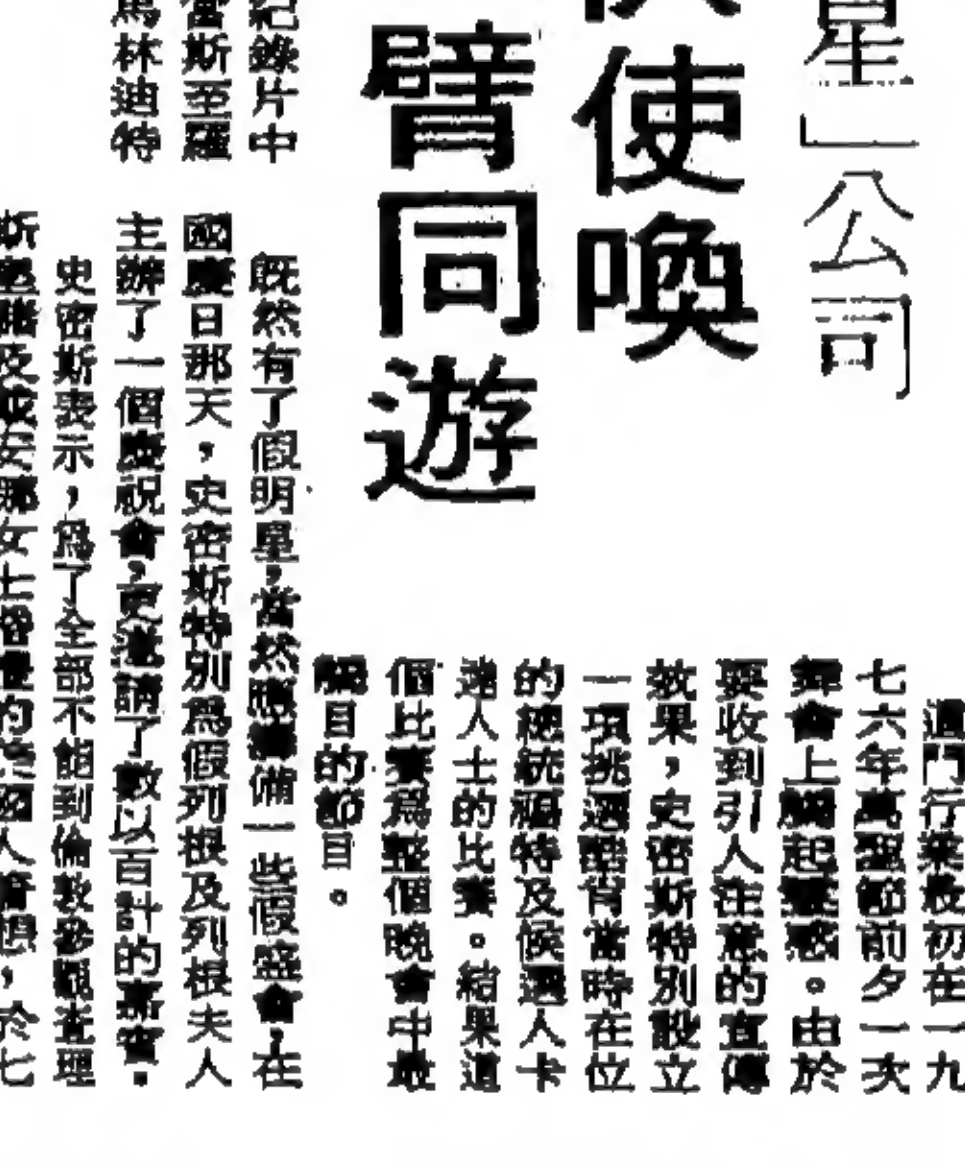 星」公司
使喚
臂同遊
這門行業最初在一九
七六年萬聖節前夕一次
舞會上觸起靈感。由於
要收到引人注意的宣傳
效果，史密斯特別設立
一項挑選酷肖當時在位
的總統福特及候選人卡
達人士的比賽。結果這
個比賽爲整個晚會中最
觸目的節目。
紀錄片中
雷斯至羅
馬林迪特
既然有了假明星，當然應籌備一些假盛會，在
國慶日那天，史密斯特別爲假列根及列根夫人
主辦了一個慶祝會，更邀請了數以百計的嘉賓．
史密斯表示，爲了全部不能到倫敦參觀查理
斯 及 安娜女士婚禮的 國人 ，於七